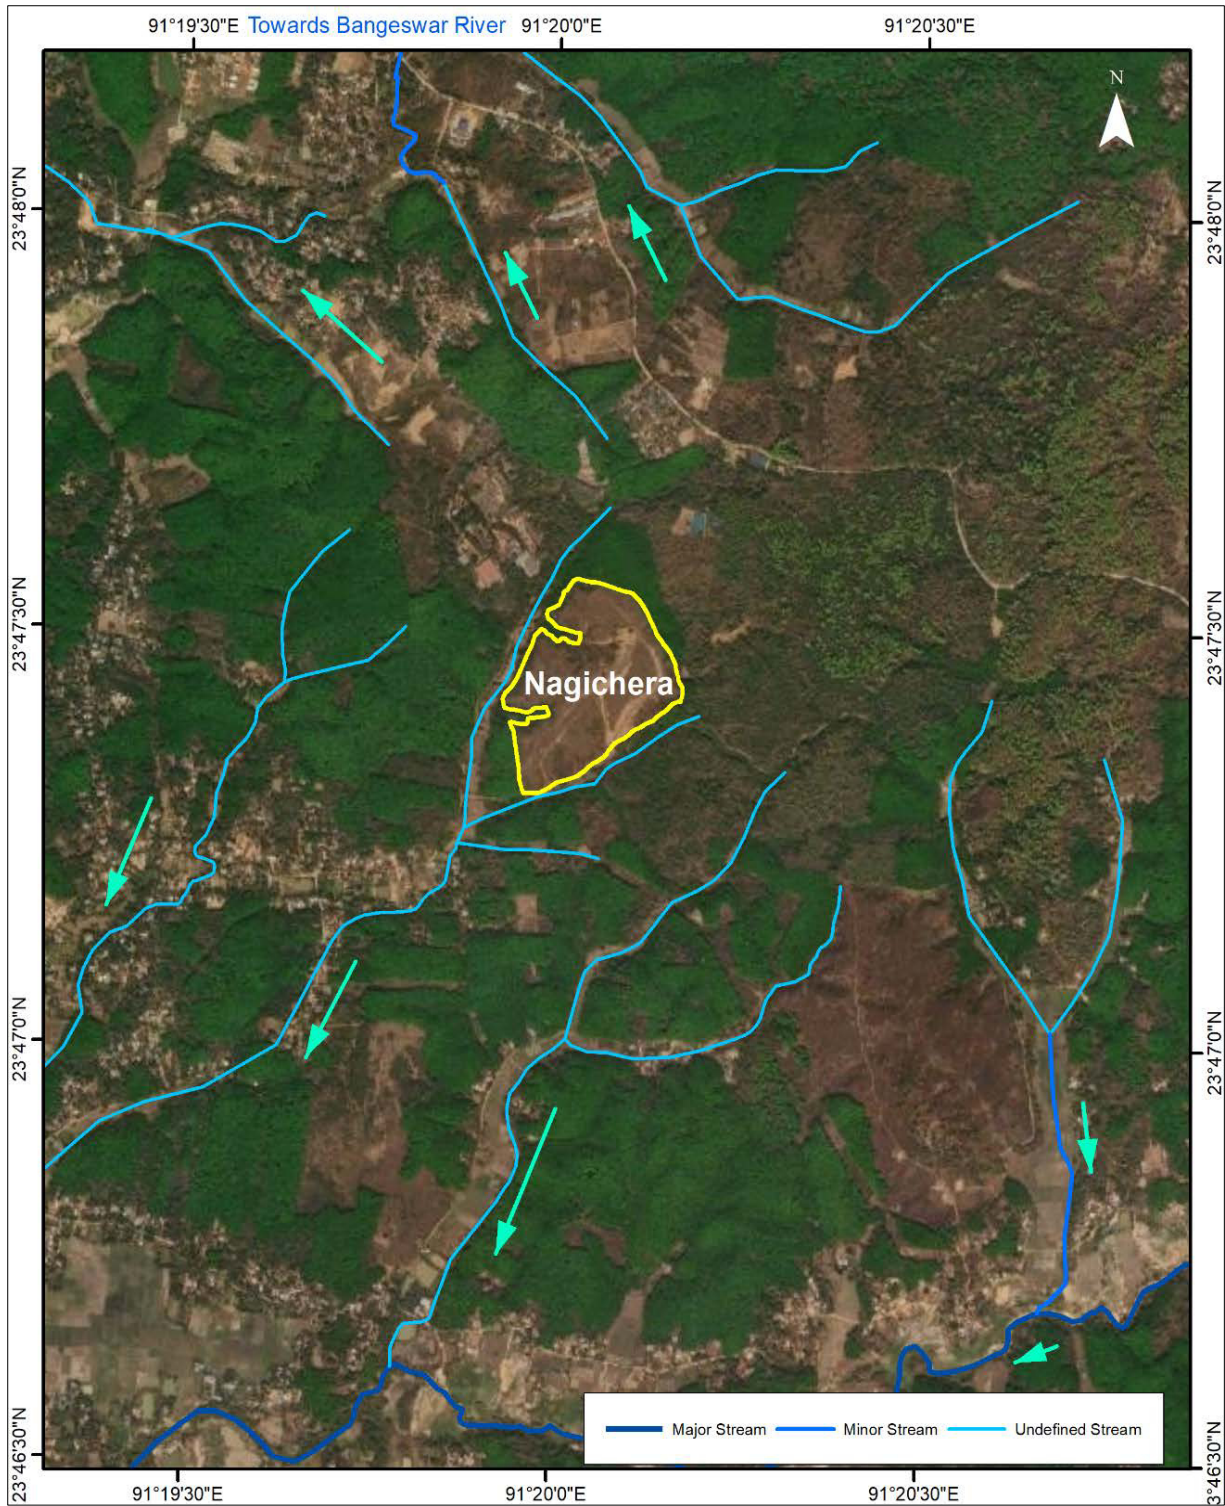 91°19'30"E Towards Bangeswar River 91°20'0"E 91°20'30"E
N
23°48'0"N 23°48'0"N
23°47'30"N 23°47'30"N
Nagichera
23°47'0"N 23°47'0"N
23°46'30"N 23°46'30"N
Major Stream Minor Stream Undefined Stream
91°19'30"E 91°20'0"E 91°20'30"E